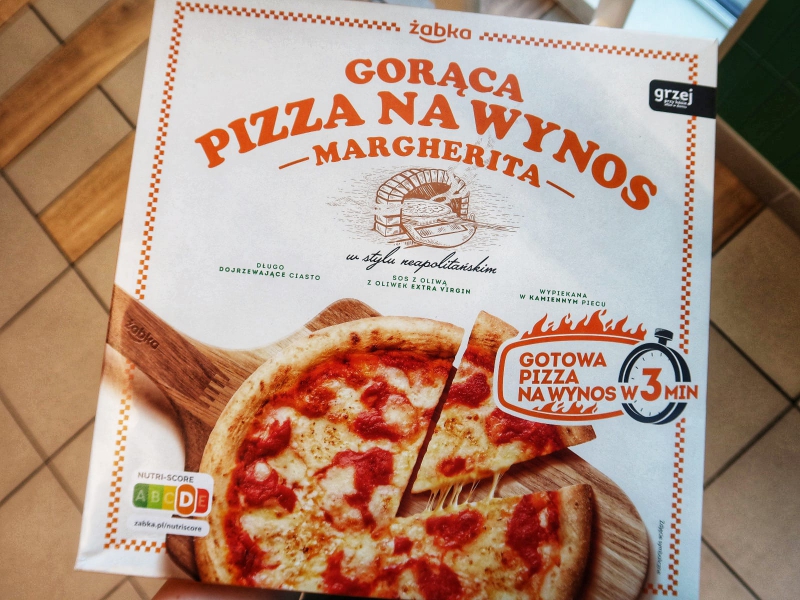 żabka
GORĄCA
PIZZA NA WYNOS
MARGHERITA
grzej
w stylu neapolitańskim
DŁUGO
DOJRZEWAJĄCE CIASTO
SOS Z OLIWĄ
Z OLIWEK EXTRA VIRGIN
WYPIEKANA
W KAMIENNYM PIECU
żabka
GOTOWA
PIZZA
NA WYNOS W 3 MIN
NUTRI-SCORE
A B C D E
zabka.pl/nutriscore